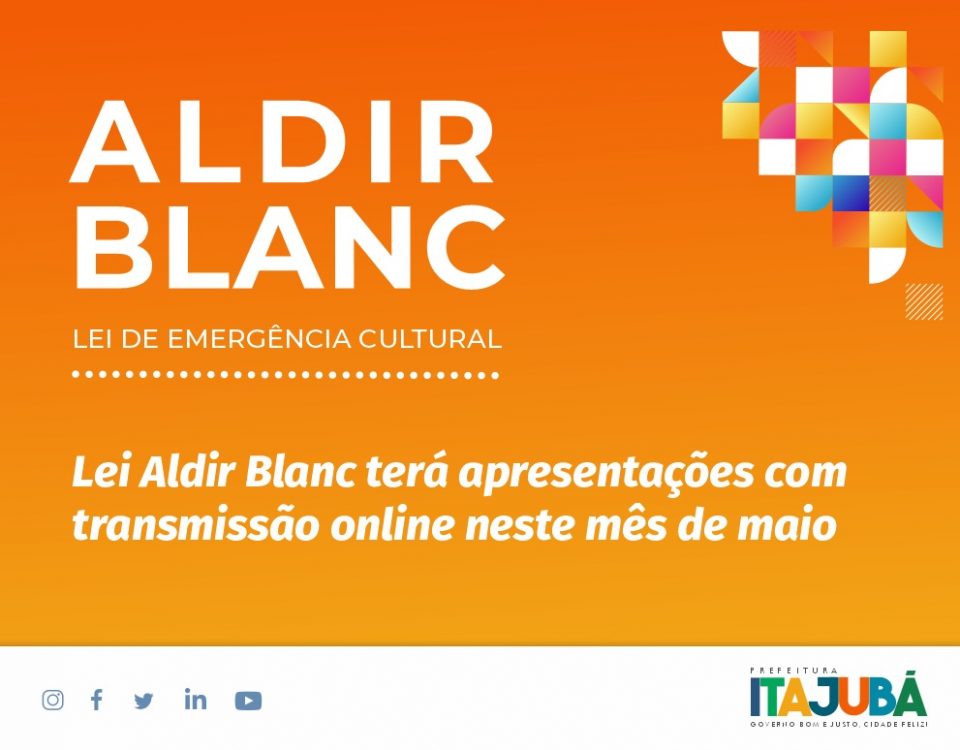 ALDIR
BLANC
LEI DE EMERGÊNCIA CULTURAL
Lei Aldir Blanc terá apresentações com
transmissão online neste mês de maio
PREFEITURA
ITAJUBÁ
GOVERNO BOM E JUSTO, CIDADE FELIZ!